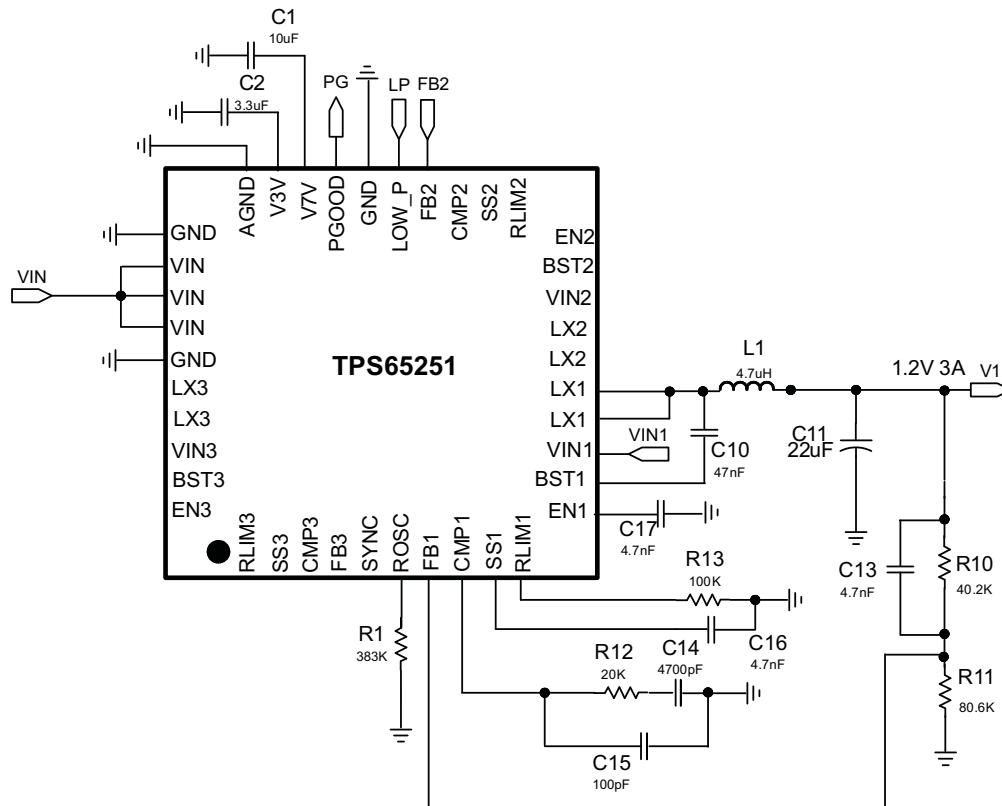 C1
10uF
C2
3.3uF
PG
LP
FB2
AGND
V3V
V7V
PGOOD
GND
LOW_P
FB2
CMP2
SS2
RLIM2
GND
VIN
VIN
VIN
GND
LX3
LX3
VIN3
BST3
EN3
VIN
TPS65251
EN2
BST2
VIN2
LX2
LX2
LX1
LX1
VIN1
BST1
EN1
L1
4.7uH
1.2V 3A
V1
VIN1
C10
47nF
C11
22uF
C17
4.7nF
RLIM3
SS3
CMP3
FB3
SYNC
ROSC
FB1
CMP1
SS1
RLIM1
R13
100K
C13
4.7nF
R10
40.2K
R1
383K
R12
20K
C14
4700pF
C16
4.7nF
R11
80.6K
C15
100pF